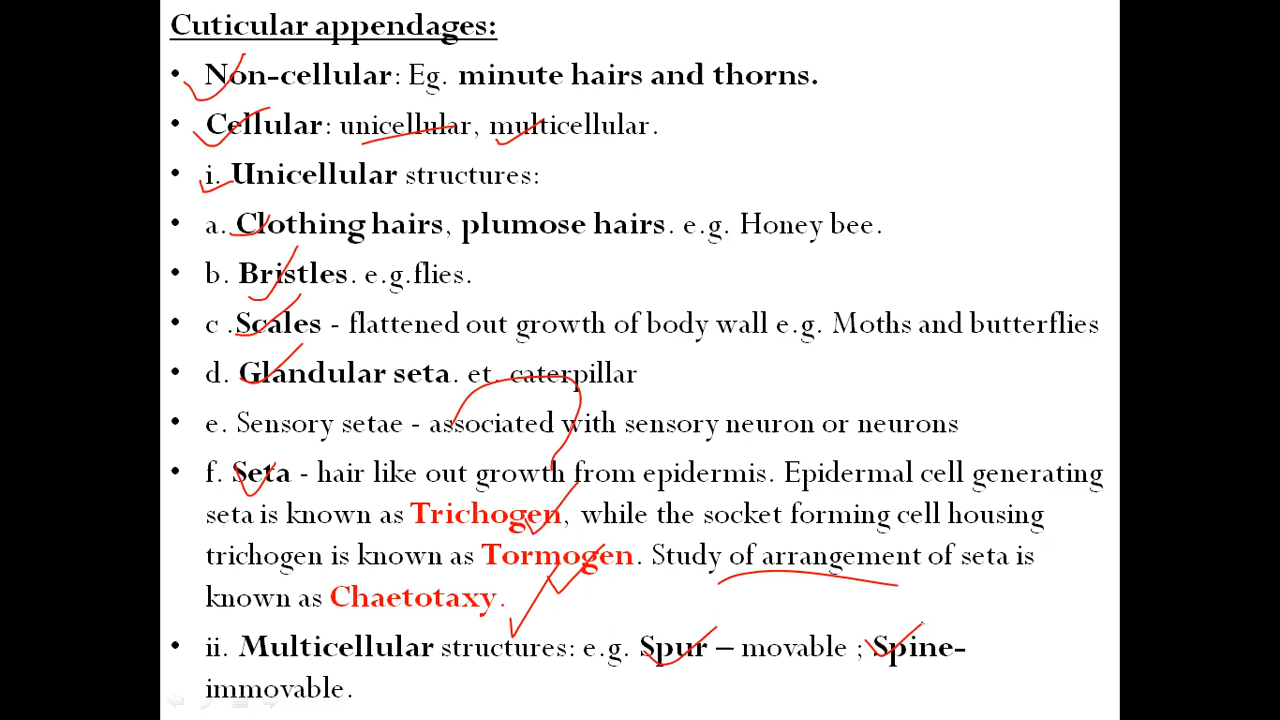 Cuticular appendages:
• Non-cellular: Eg. minute hairs and thorns.
• Cellular: unicellular, multicellular.
• i. Unicellular structures:
• a. Clothing hairs, plumose hairs. e.g. Honey bee.
• b. Bristles. e.g.flies.
• c .Scales - flattened out growth of body wall e.g. Moths and butterflies
• d. Glandular seta. et. caterpillar
• e. Sensory setae - associated with sensory neuron or neurons
• f. Seta - hair like out growth from epidermis. Epidermal cell generating
seta is known as Trichogen, while the socket forming cell housing
trichogen is known as Tormogen. Study of arrangement of seta is
known as Chaetotaxy.
• ii. Multicellular structures: e.g. Spur – movable ; Spine-
immovable.